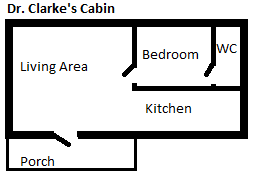 Dr. Clarke's Cabin
Bedroom
WC
Living Area
Kitchen
Porch